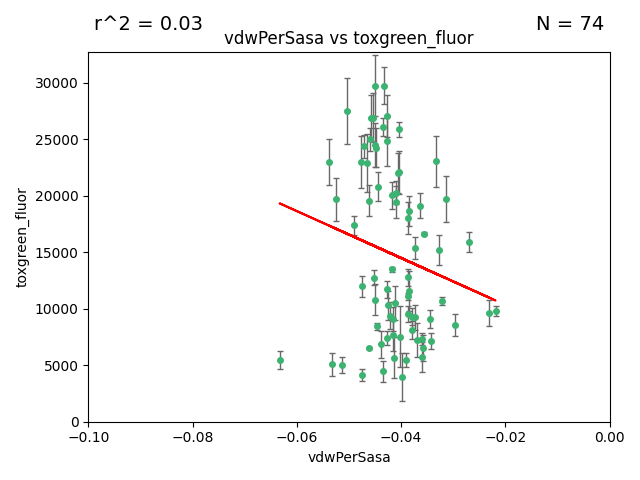 r^2 = 0.03
N = 74
vdwPerSasa vs toxgreen_fluor
30000
25000
20000
15000
10000
5000
0
toxgreen_fluor
−0.10
−0.08
−0.06
−0.04
−0.02
0.00
vdwPerSasa